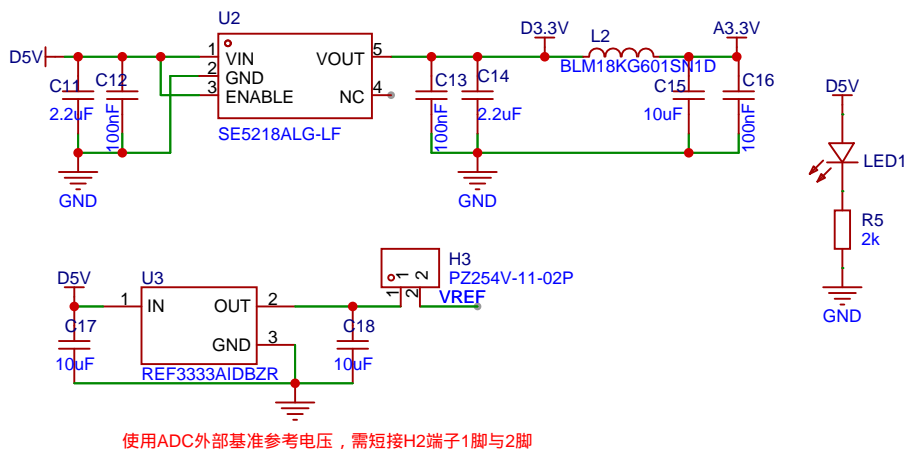 U2
D5V
1
VIN
2
GND
3
ENABLE
VOUT
5
NC
4
SE5218ALG-LF
C11
2.2uF
C12
100nF
GND
C13
100nF
C14
2.2uF
GND
D3.3V
L2
BLM18KG601SN1D
A3.3V
C15
10uF
C16
100nF
D5V
LED1
R5
2k
GND
D5V
U3
1
IN
OUT
2
GND
3
REF3333AIDBZR
C17
10uF
C18
10uF
H3
PZ254V-11-02P
1
2
1
2
VREF
使用ADC外部基准参考电压，需短接H2端子1脚与2脚